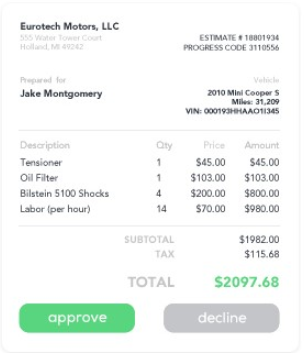 Eurotech Motors, LLC
555 Water Tower Court
Holland, MI 49242
ESTIMATE # 18801934
PROGRESS CODE 3110556
Prepared for
Jake Montgomery
Vehicle
2010 Mini Cooper S
Miles: 31,209
VIN: 000193HHAAO1I345
Description Qty Price Amount
Tensioner 1 $45.00 $45.00
Oil Filter 1 $103.00 $103.00
Bilstein 5100 Shocks 4 $200.00 $800.00
Labor (per hour) 14 $70.00 $980.00
SUBTOTAL $1982.00
TAX $115.68
TOTAL $2097.68
approve decline